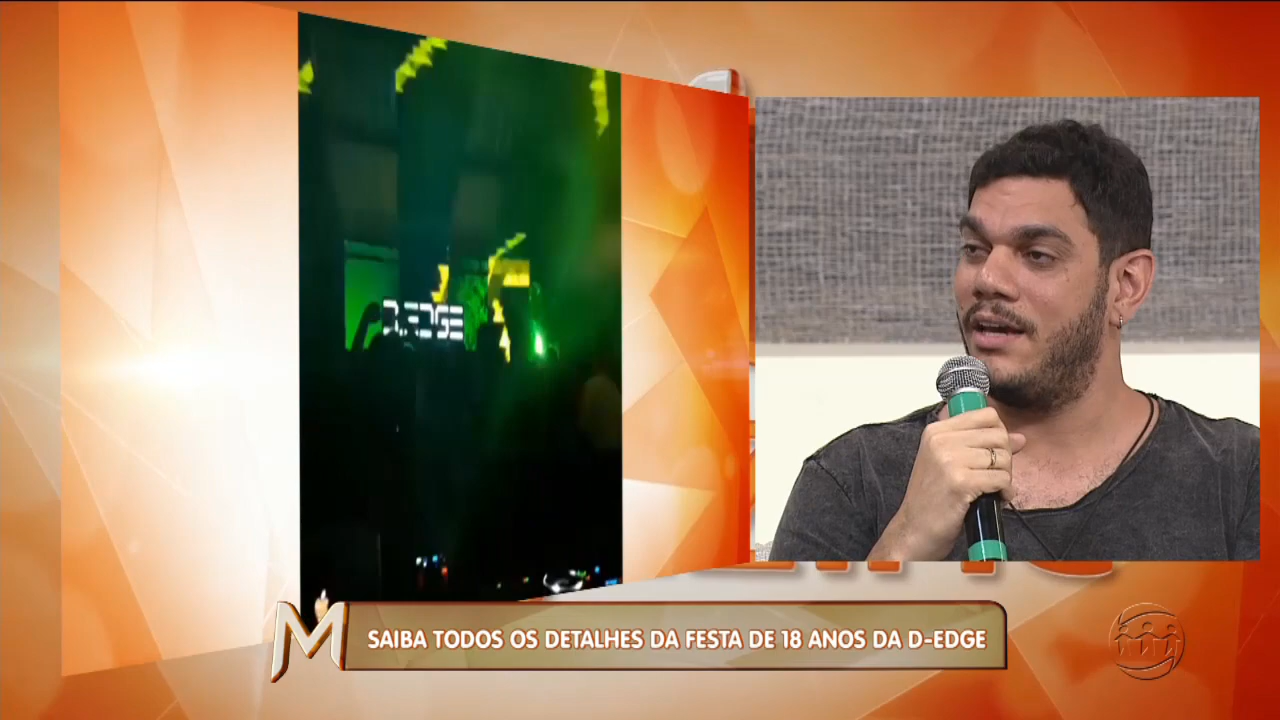 D.EDGE
M
SAIBA TODOS OS DETALHES DA FESTA DE 18 ANOS DA D-EDGE